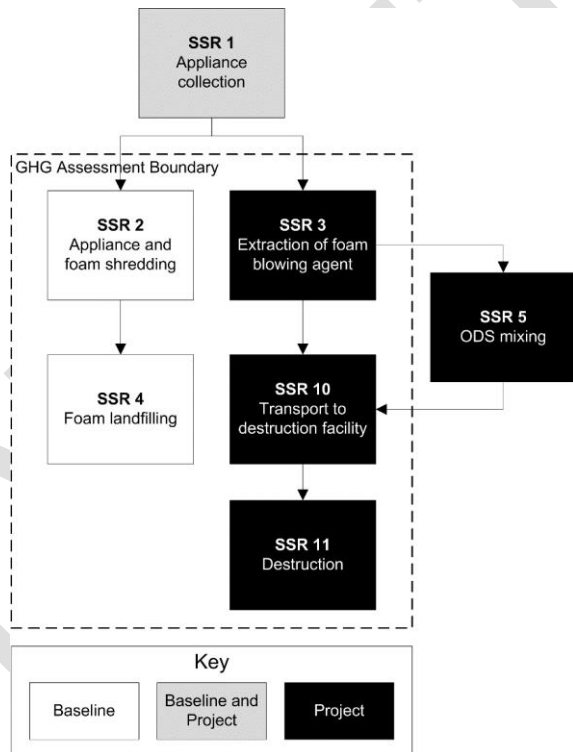 SSR 1
Appliance
collection
GHG Assessment Boundary
SSR 2
Appliance and
foam shredding
SSR 3
Extraction of foam
blowing agent
SSR 5
ODS mixing
SSR 4
Foam landfilling
SSR 10
Transport to
destruction facility
SSR 11
Destruction
Key
Baseline
Baseline and
Project
Project